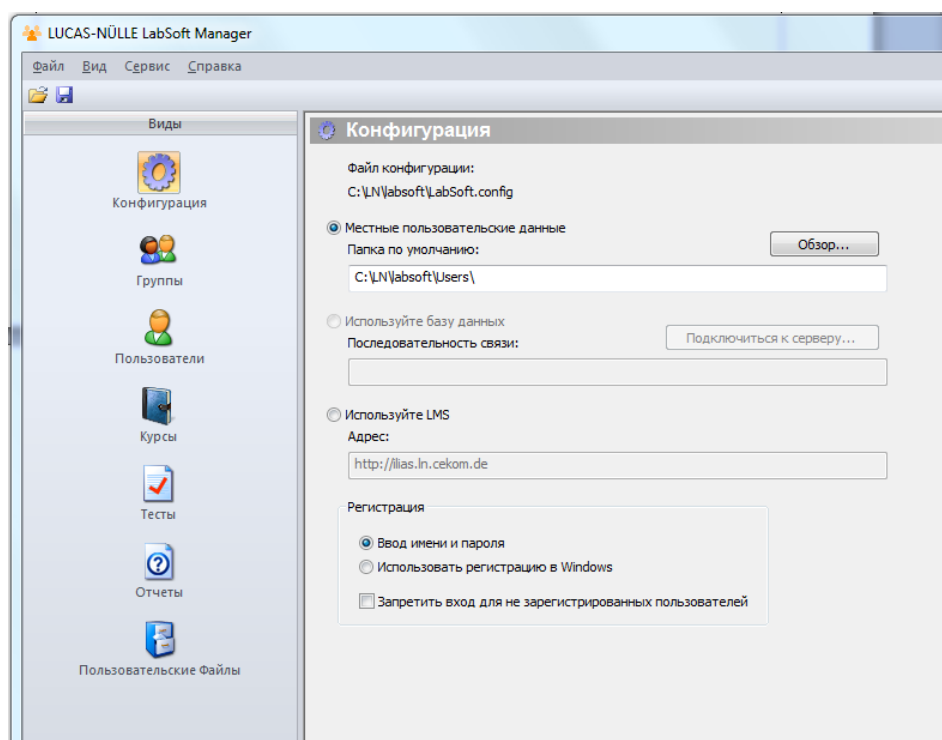 LUCAS-NÜLLE LabSoft Manager
Файл Вид Сервис Справка
Виды
Конфигурация
Группы
Пользователи
Курсы
Тесты
Отчеты
Пользовательские Файлы
Конфигурация
Файл конфигурации:
C:\LN\labsoft\LabSoft.config
Местные пользовательские данные
Папка по умолчанию:
Обзор...
C:\LN\labsoft\Users\
Используйте базу данных
Последовательность связи:
Подключиться к серверу...
Используйте LMS
Адрес:
http://ilias.ln.cekom.de
Регистрация
Ввод имени и пароля
Использовать регистрацию в Windows
Запретить вход для не зарегистрированных пользователей